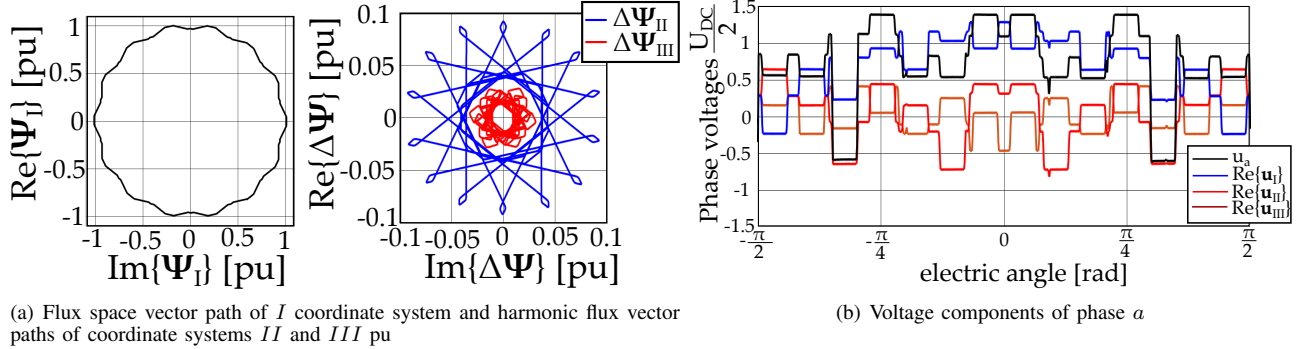 Re{Ψ_I} [pu]
1
0.5
0
-0.5
-1
-1 -0.5 0 0.5 1
Im{Ψ_I} [pu]
Re{ΔΨ} [pu]
0.1
0.05
0
-0.05
-0.1
-0.1 -0.05 0 0.05 0.1
Im{ΔΨ} [pu]
ΔΨ_II
ΔΨ_III
(a) Flux space vector path of I coordinate system and harmonic flux vector
paths of coordinate systems II and III pu
Phase voltages U_DC/2
1.5
1
0.5
0
-0.5
-1
1.5
-π/2 -π/4 0 π/4 π/4 π/2
electric angle [rad]
u_a
Re{u_I}
Re{u_II}
Re{u_III}
(b) Voltage components of phase a